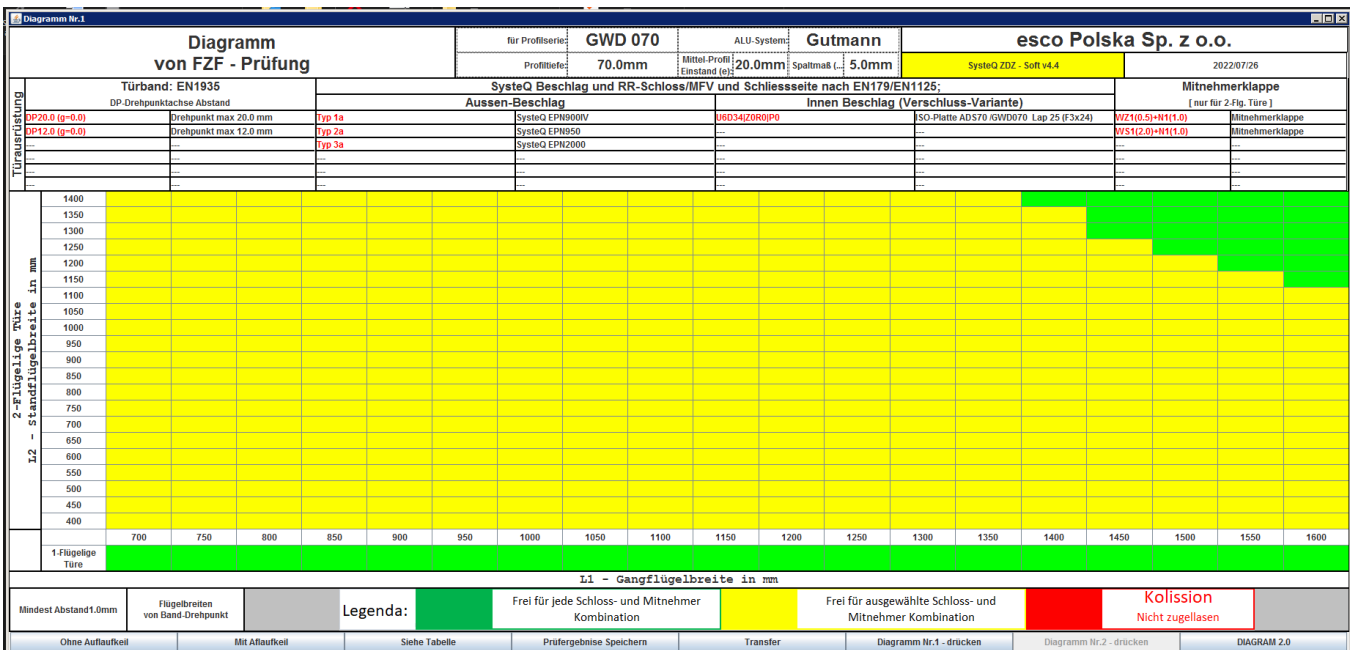 Diagramm Nr.1
Diagramm
von FZF - Prüfung
für Profilserie: GWD 070 ALU-System: Gutmann
Profiltiefe: 70.0mm Mittel-Profil Einstand (e): 20.0mm Spaltmaß (... 5.0mm
esco Polska Sp. z o.o.
SysteQ ZDZ - Soft v4.4 2022/07/26
Türausrüstung
Türband: EN1935
DP-Drehpunktachse Abstand
SysteQ Beschlag und RR-Schloss/MFV und Schliessseite nach EN179/EN1125;
Aussen-Beschlag Innen Beschlag (Verschluss-Variante)
Mitnehmerklappe
[ nur für 2-Flg. Türe ]
DP20.0 (g=0.0) Drehpunkt max 20.0 mm Typ 1a SysteQ EPN900IV U6D34|Z0R0|P0 ISO-Platte ADS70 /GWD070 Lap 25 (F3x24) WZ1(0.5)+N1(1.0) Mitnehmerklappe
DP12.0 (g=0.0) Drehpunkt max 12.0 mm Typ 2a SysteQ EPN950 --- --- WS1(2.0)+N1(1.0) Mitnehmerklappe
--- --- Typ 3a SysteQ EPN2000 --- --- --- ---
--- --- --- --- --- --- --- ---
--- --- --- --- --- --- --- ---
--- --- --- --- --- --- --- ---
2-Flügelige Türe
L2 - Standflügelbreite in mm
1400
1350
1300
1250
1200
1150
1100
1050
1000
950
900
850
800
750
700
650
600
550
500
450
400
700 750 800 850 900 950 1000 1050 1100 1150 1200 1250 1300 1350 1400 1450 1500 1550 1600
1-Flügelige
Türe
L1 - Gangflügelbreite in mm
Mindest Abstand1.0mm
Flügelbreiten
von Band-Drehpunkt
Legenda:
Frei für jede Schloss- und Mitnehmer
Kombination
Frei für ausgewählte Schloss- und
Mitnehmer Kombination
Kolission
Nicht zugellasen
Ohne Auflaufkeil Mit Aflaufkeil Siehe Tabelle Prüfergebnise Speichern Transfer Diagramm Nr.1 - drücken Diagramm Nr.2 - drücken DIAGRAM 2.0